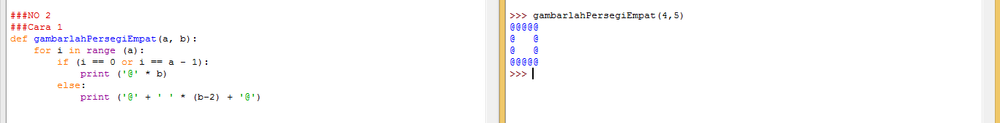 ###NO 2
###Cara 1
def gambarlahPersegiEmpat(a, b):
    for i in range (a):
        if (i == 0 or i == a - 1):
            print ('@' * b)
        else:
            print ('@' + ' ' * (b-2) + '@')
>>> gambarlahPersegiEmpat(4,5)
@@@@@
@   @
@   @
@@@@@
>>>